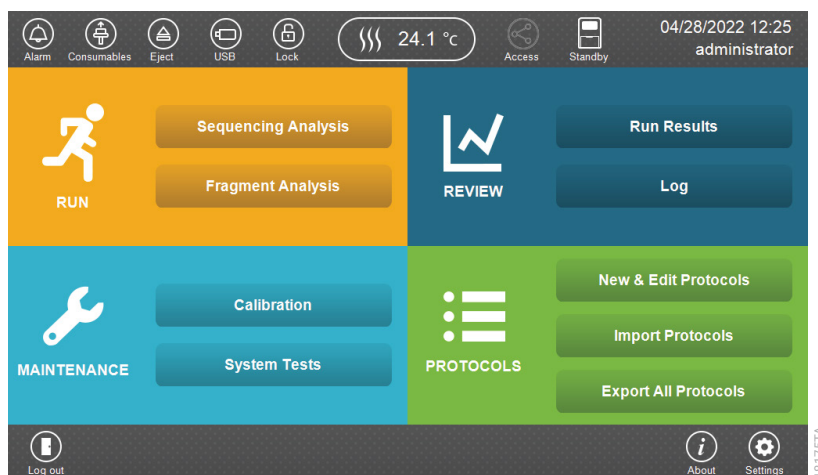 04/28/2022 12:25
24.1 °c
administrator
Alarm
Consumables
Eject
USB
Lock
Access
Standby
Sequencing Analysis
Fragment Analysis
RUN
Run Results
Log
REVIEW
Calibration
System Tests
MAINTENANCE
New & Edit Protocols
Import Protocols
Export All Protocols
PROTOCOLS
Log out
About
Settings